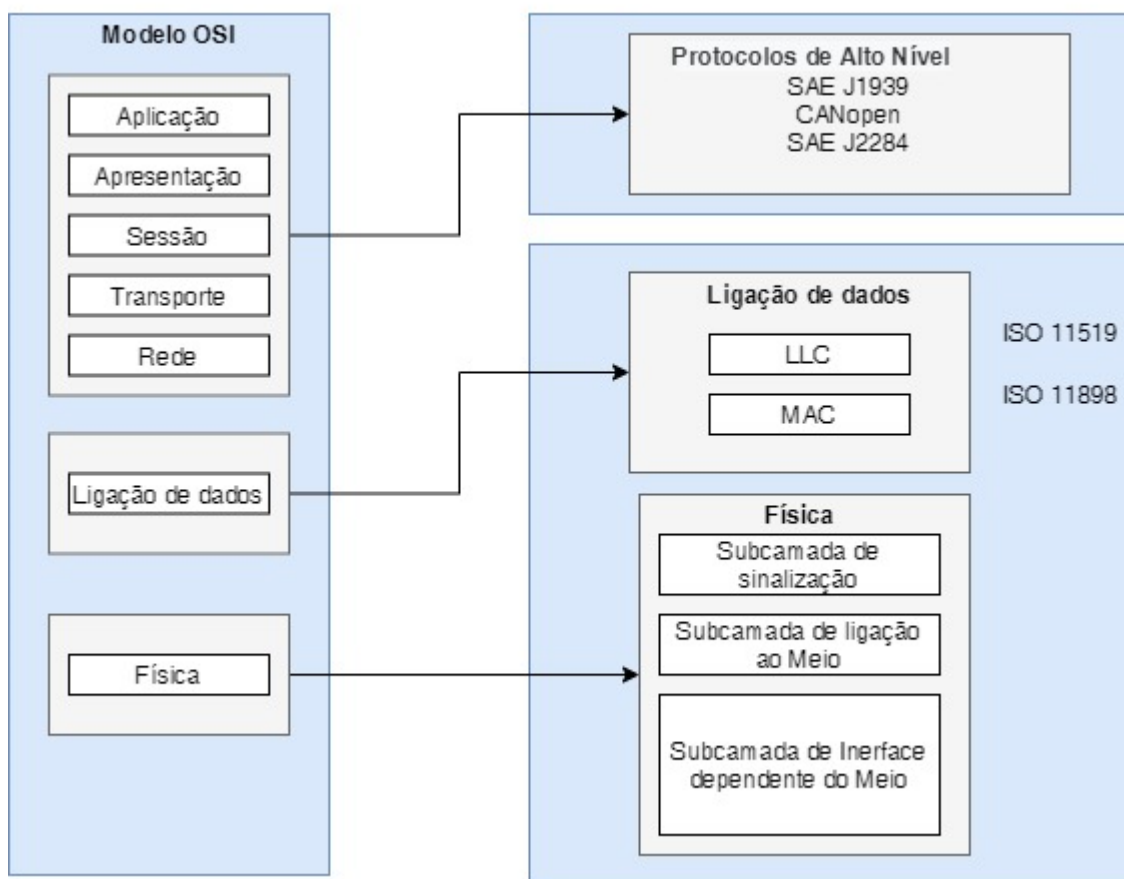 Modelo OSI
Aplicação
Apresentação
Sessão
Transporte
Rede
Ligação de dados
Física
Protocolos de Alto Nível
SAE J1939
CANopen
SAE J2284
Ligação de dados
LLC
MAC
ISO 11519
ISO 11898
Física
Subcamada de
sinalização
Subcamada de ligação
ao Meio
Subcamada de Inerface
dependente do Meio